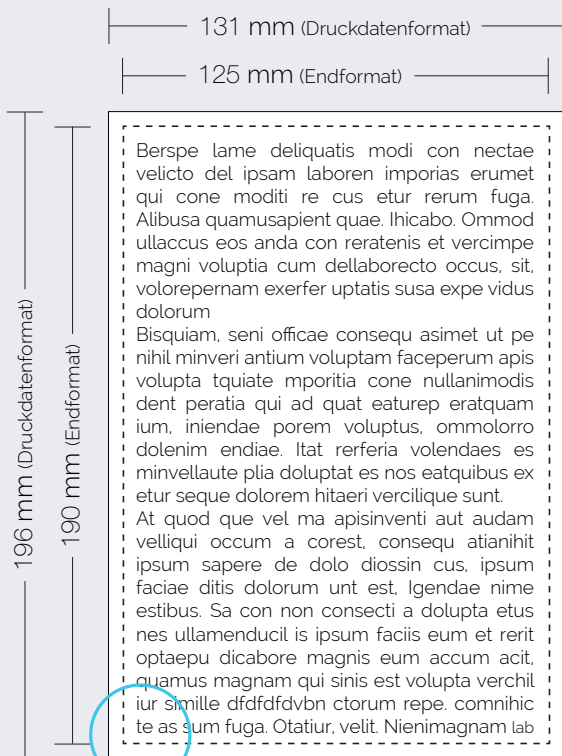 131 mm (Druckdatenformat)
125 mm (Endformat)
196 mm (Druckdatenformat)
190 mm (Endformat)
Berspe lame deliquatis modi con nectae
velicto del ipsam laboren imporias erumet
qui cone moditi re cus etur rerum fuga.
Alibusa quamusapient quae. Ihicabo. Ommod
ullaccus eos anda con reratenis et vercimpe
magni voluptia cum dellaborecto occus, sit,
volorepernam exerfer uptatis susa expe vidus
dolorum
Bisquiam, seni officae consequ asimet ut pe
nihil minveri antium voluptam faceperum apis
volupta tquiate mporitia cone nullanimodis
dent peratia qui ad quat eaturep eratquam
ium, iniendae porem voluptus, ommolorro
dolenim endiae. Itat rerferia volendaes es
minvellaute plia doluptat es nos eatquibus ex
etur seque dolorem hitaeri vercilique sunt.
At quod que vel ma apisinventi aut audam
velliqui occum a corest, consequ atianihit
ipsum sapere de dolo diossin cus, ipsum
faciae ditis dolorum unt est, Igendae nime
estibus. Sa con non consecti a dolupta etus
nes ullamenducil is ipsum faciis eum et rerit
optaepu dicabore magnis eum accum acit,
quamus magnam qui sinis est volupta verchil
iur simille dfdfdfdvbn ctorum repe. comnihic
te as sum fuga. Otatiur, velit. Nienimagnam lab